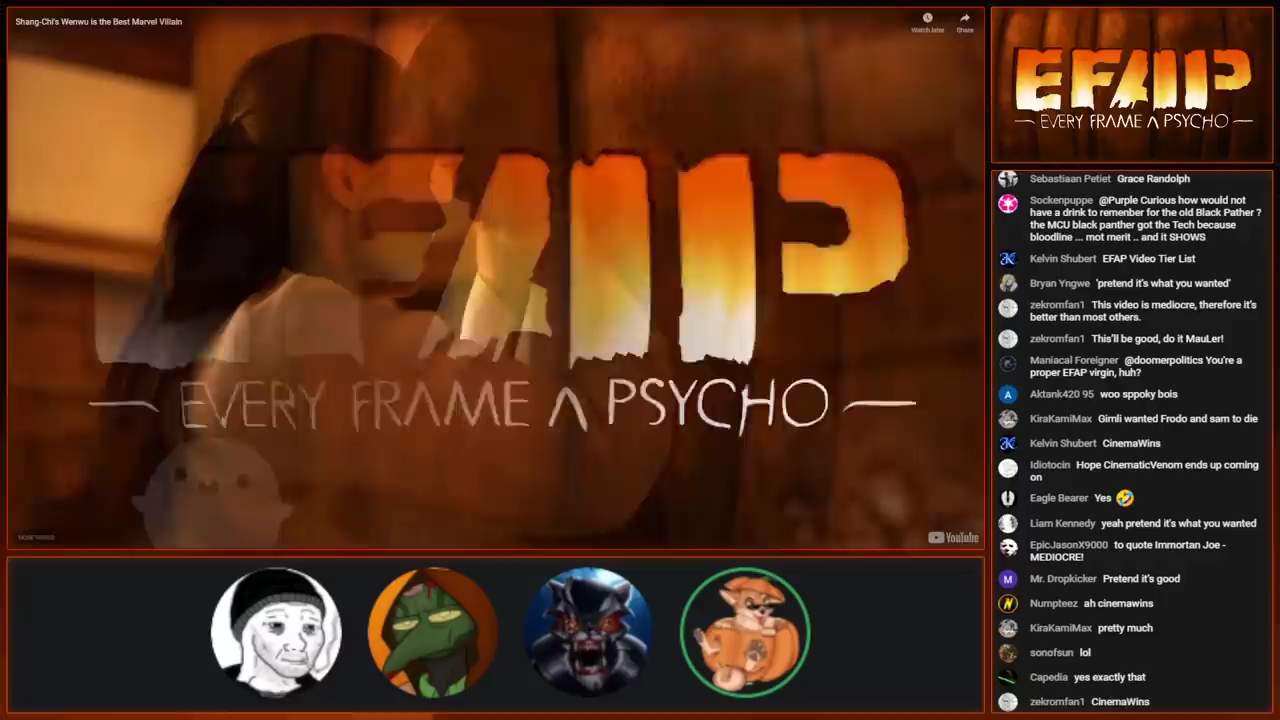 Shang-Chi's Wenwu is the Best Marvel Villain
Watch later
Share
EFAP
— EVERY FRAME A PSYCHO —
MORE VIDEOS
YouTube
EFAP
— EVERY FRAME A PSYCHO —
Sebastiaan Petiet Grace Randolph
Sockenpuppe @Purple Curious how would not
have a drink to remenber for the old Black Pather ?
the MCU black panther got the Tech because
bloodline ... mot merit .. and it SHOWS
Kelvin Shubert EFAP Video Tier List
Bryan Yngwe 'pretend it's what you wanted'
zekromfan1 This video is mediocre, therefore it's
better than most others.
zekromfan1 This'll be good, do it MauLer!
Maniacal Foreigner @doomerpolitics You're a
proper EFAP virgin, huh?
A
Aktank420 95 woo sppoky bois
KiraKamiMax Gimli wanted Frodo and sam to die
Kelvin Shubert CinemaWins
Idiotocin Hope CinematicVenom ends up coming
on
Eagle Bearer Yes 🤣
Liam Kennedy yeah pretend it's what you wanted
EpicJasonX9000 to quote Immortan Joe -
MEDIOCRE!
M
Mr. Dropkicker Pretend it's good
N
Numpteez ah cinemawins
KiraKamiMax pretty much
sonofsun lol
Capedia yes exactly that
zekromfan1 CinemaWins